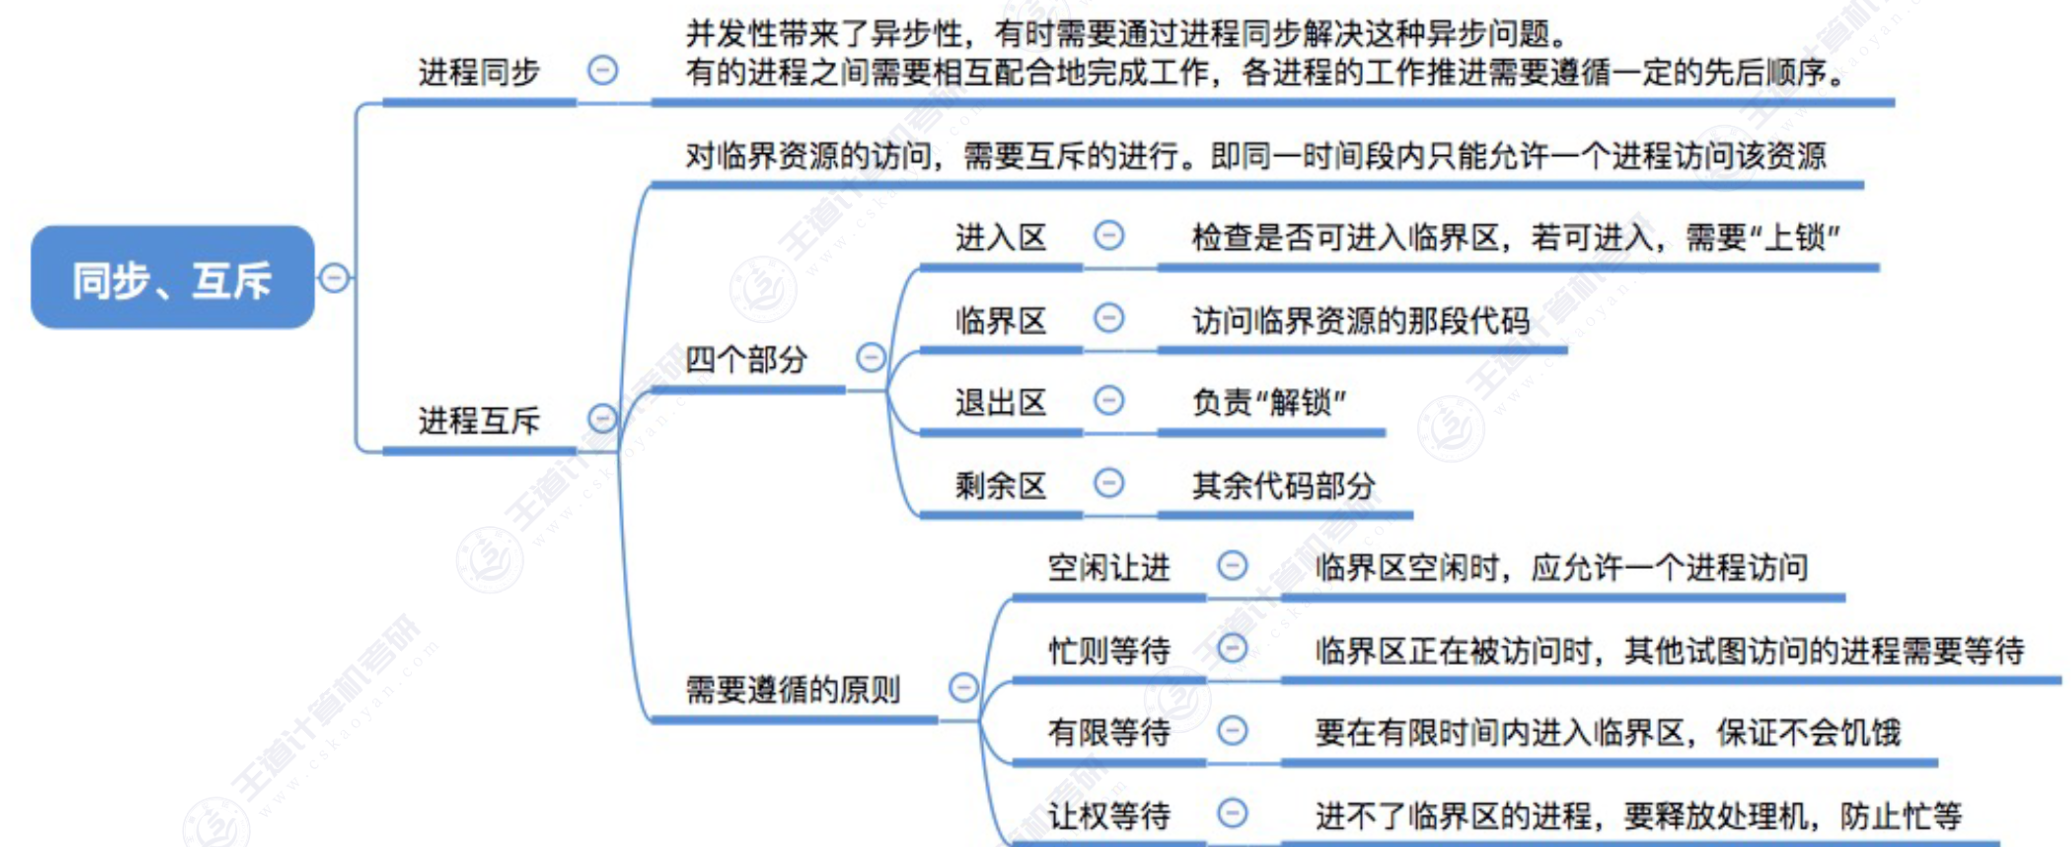 同步、互斥
进程同步
并发性带来了异步性，有时需要通过进程同步解决这种异步问题。
有的进程之间需要相互配合地完成工作，各进程的工作推进需要遵循一定的先后顺序。
进程互斥
对临界资源的访问，需要互斥的进行。即同一时间段内只能允许一个进程访问该资源
四个部分
进入区
检查是否可进入临界区，若可进入，需要“上锁”
临界区
访问临界资源的那段代码
退出区
负责“解锁”
剩余区
其余代码部分
需要遵循的原则
空闲让进
临界区空闲时，应允许一个进程访问
忙则等待
临界区正在被访问时，其他试图访问的进程需要等待
有限等待
要在有限时间内进入临界区，保证不会饥饿
让权等待
进不了临界区的进程，要释放处理机，防止忙等
王道计算机考研
www.cskaoyan.com